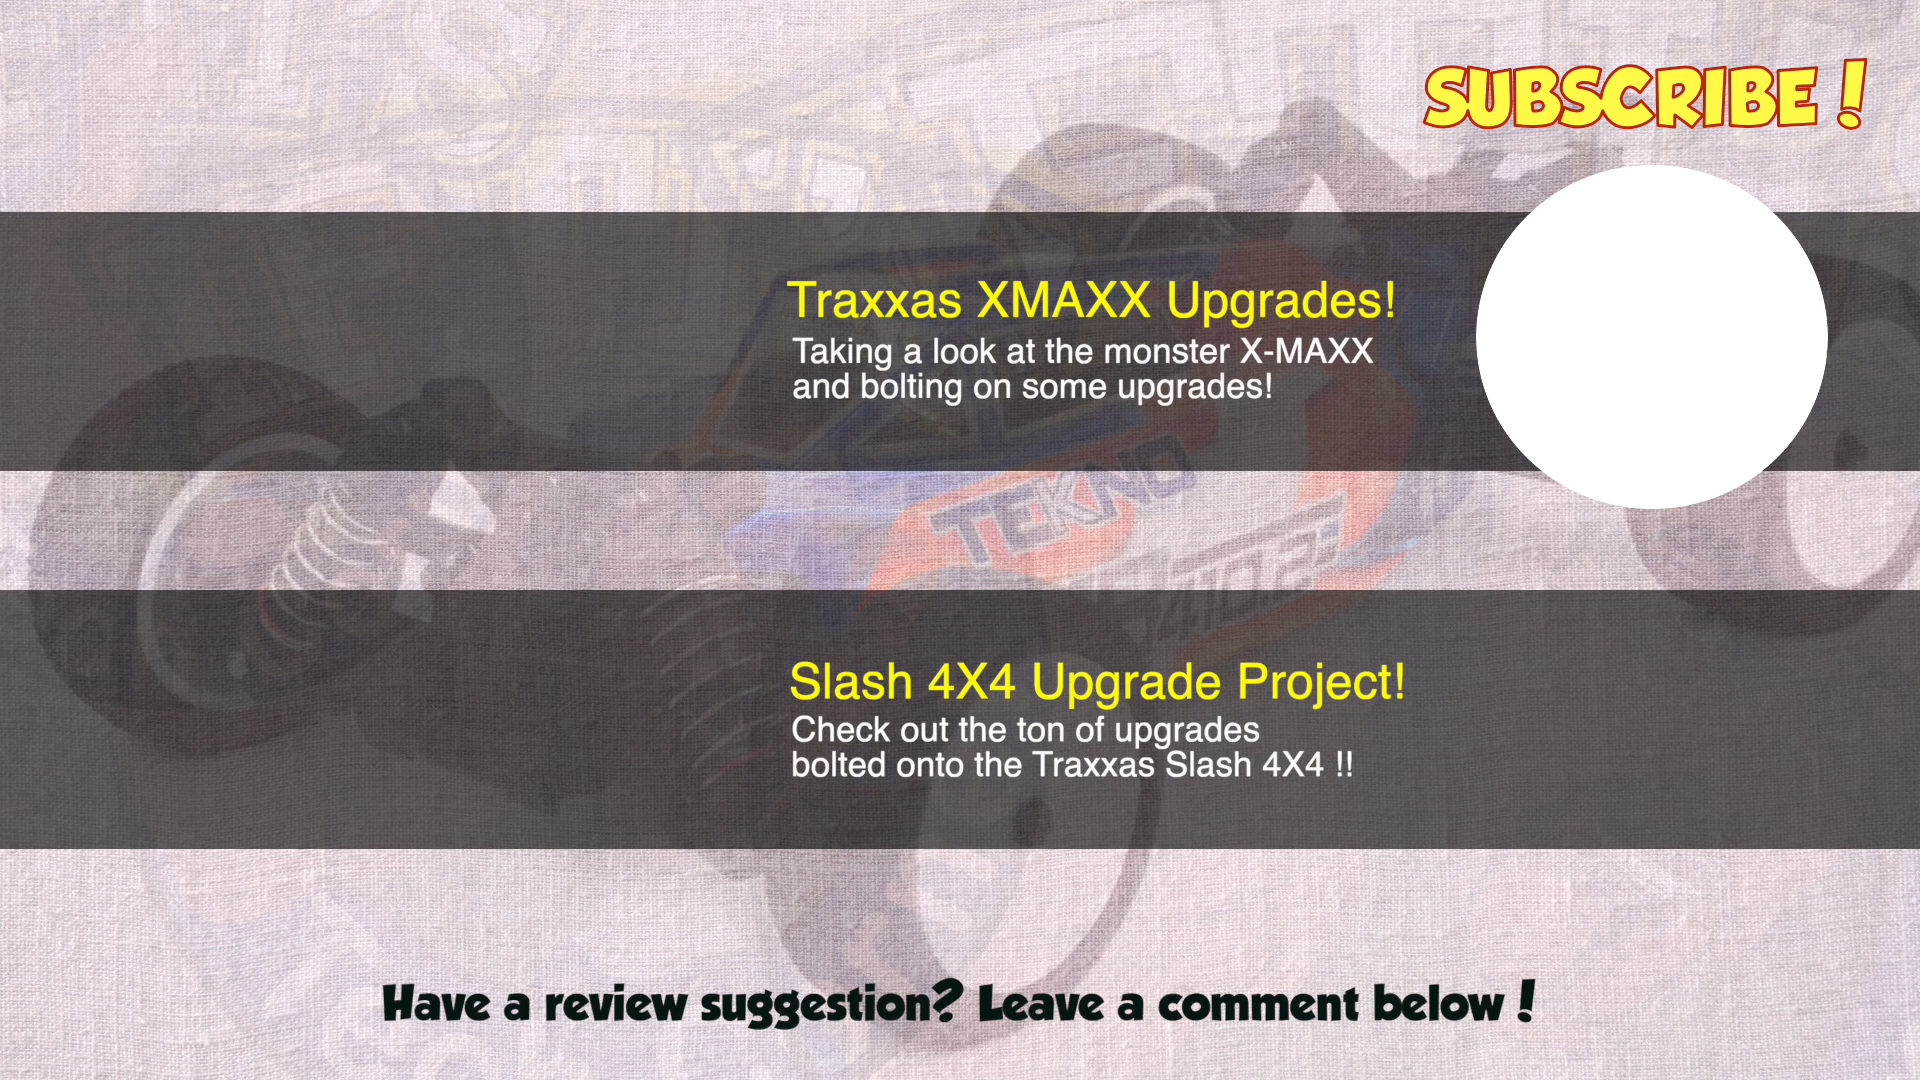 SUBSCRIBE!
Traxxas XMAXX Upgrades!
Taking a look at the monster X-MAXX
and bolting on some upgrades!
TEKNO
Slash 4X4 Upgrade Project!
Check out the ton of upgrades
bolted onto the Traxxas Slash 4X4 !!
Have a review suggestion? Leave a comment below!